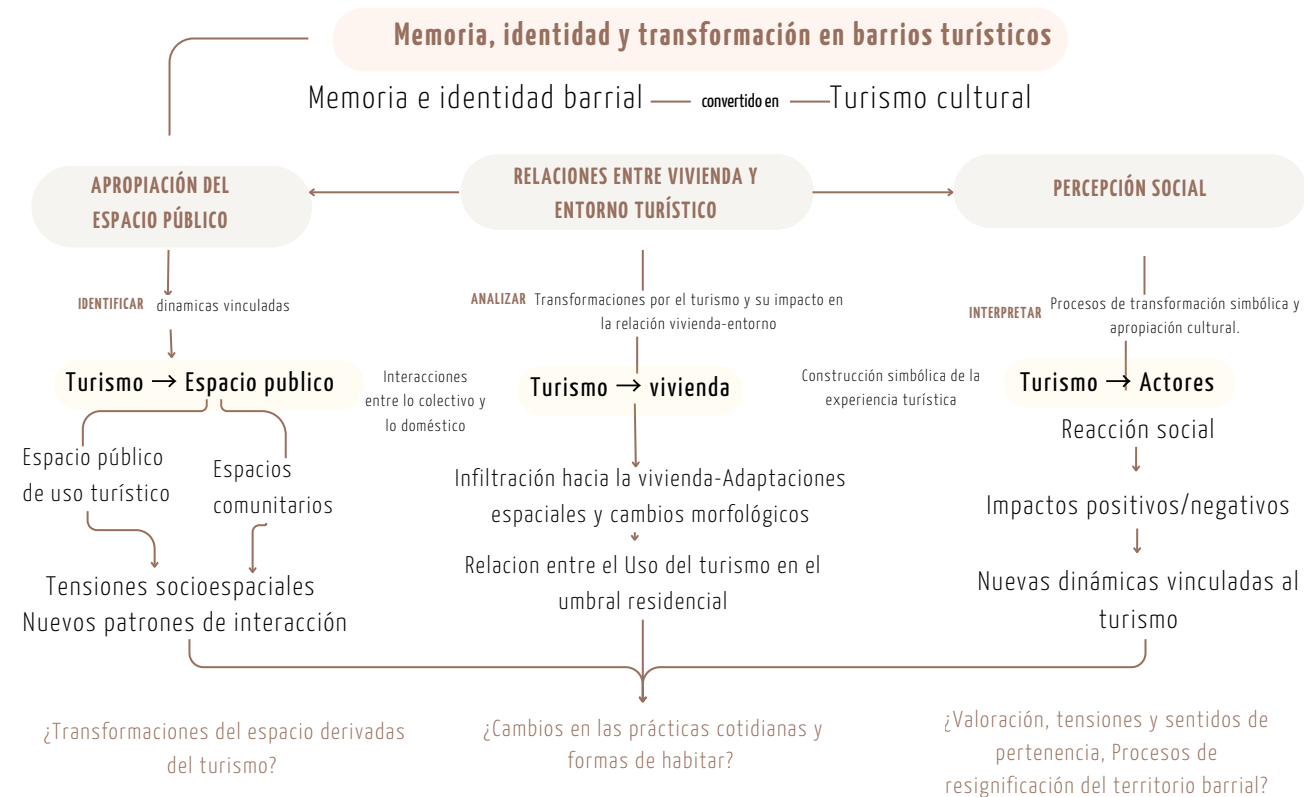 Memoria, identidad y transformación en barrios turísticos
Memoria e identidad barrial convertido en Turismo cultural
APROPIACIÓN DEL
ESPACIO PÚBLICO
RELACIONES ENTRE VIVIENDA Y
ENTORNO TURÍSTICO
PERCEPCIÓN SOCIAL
IDENTIFICAR dinamicas vinculadas
ANALIZAR Transformaciones por el turismo y su impacto en
la relación vivienda-entorno
INTERPRETAR Procesos de transformación simbólica y
apropiación cultural.
Turismo → Espacio publico
Interacciones
entre lo colectivo y
lo doméstico
Turismo → vivienda
Construcción simbólica de la
experiencia turística
Turismo → Actores
Espacio público
de uso turístico
Espacios
comunitarios
Tensiones socioespaciales
Nuevos patrones de interacción
Infiltración hacia la vivienda-Adaptaciones
espaciales y cambios morfológicos
Relacion entre el Uso del turismo en el
umbral residencial
Reacción social
Impactos positivos/negativos
Nuevas dinámicas vinculadas al
turismo
¿Transformaciones del espacio derivadas
del turismo?
¿Cambios en las prácticas cotidianas y
formas de habitar?
¿Valoración, tensiones y sentidos de
pertenencia, Procesos de
resignificación del territorio barrial?